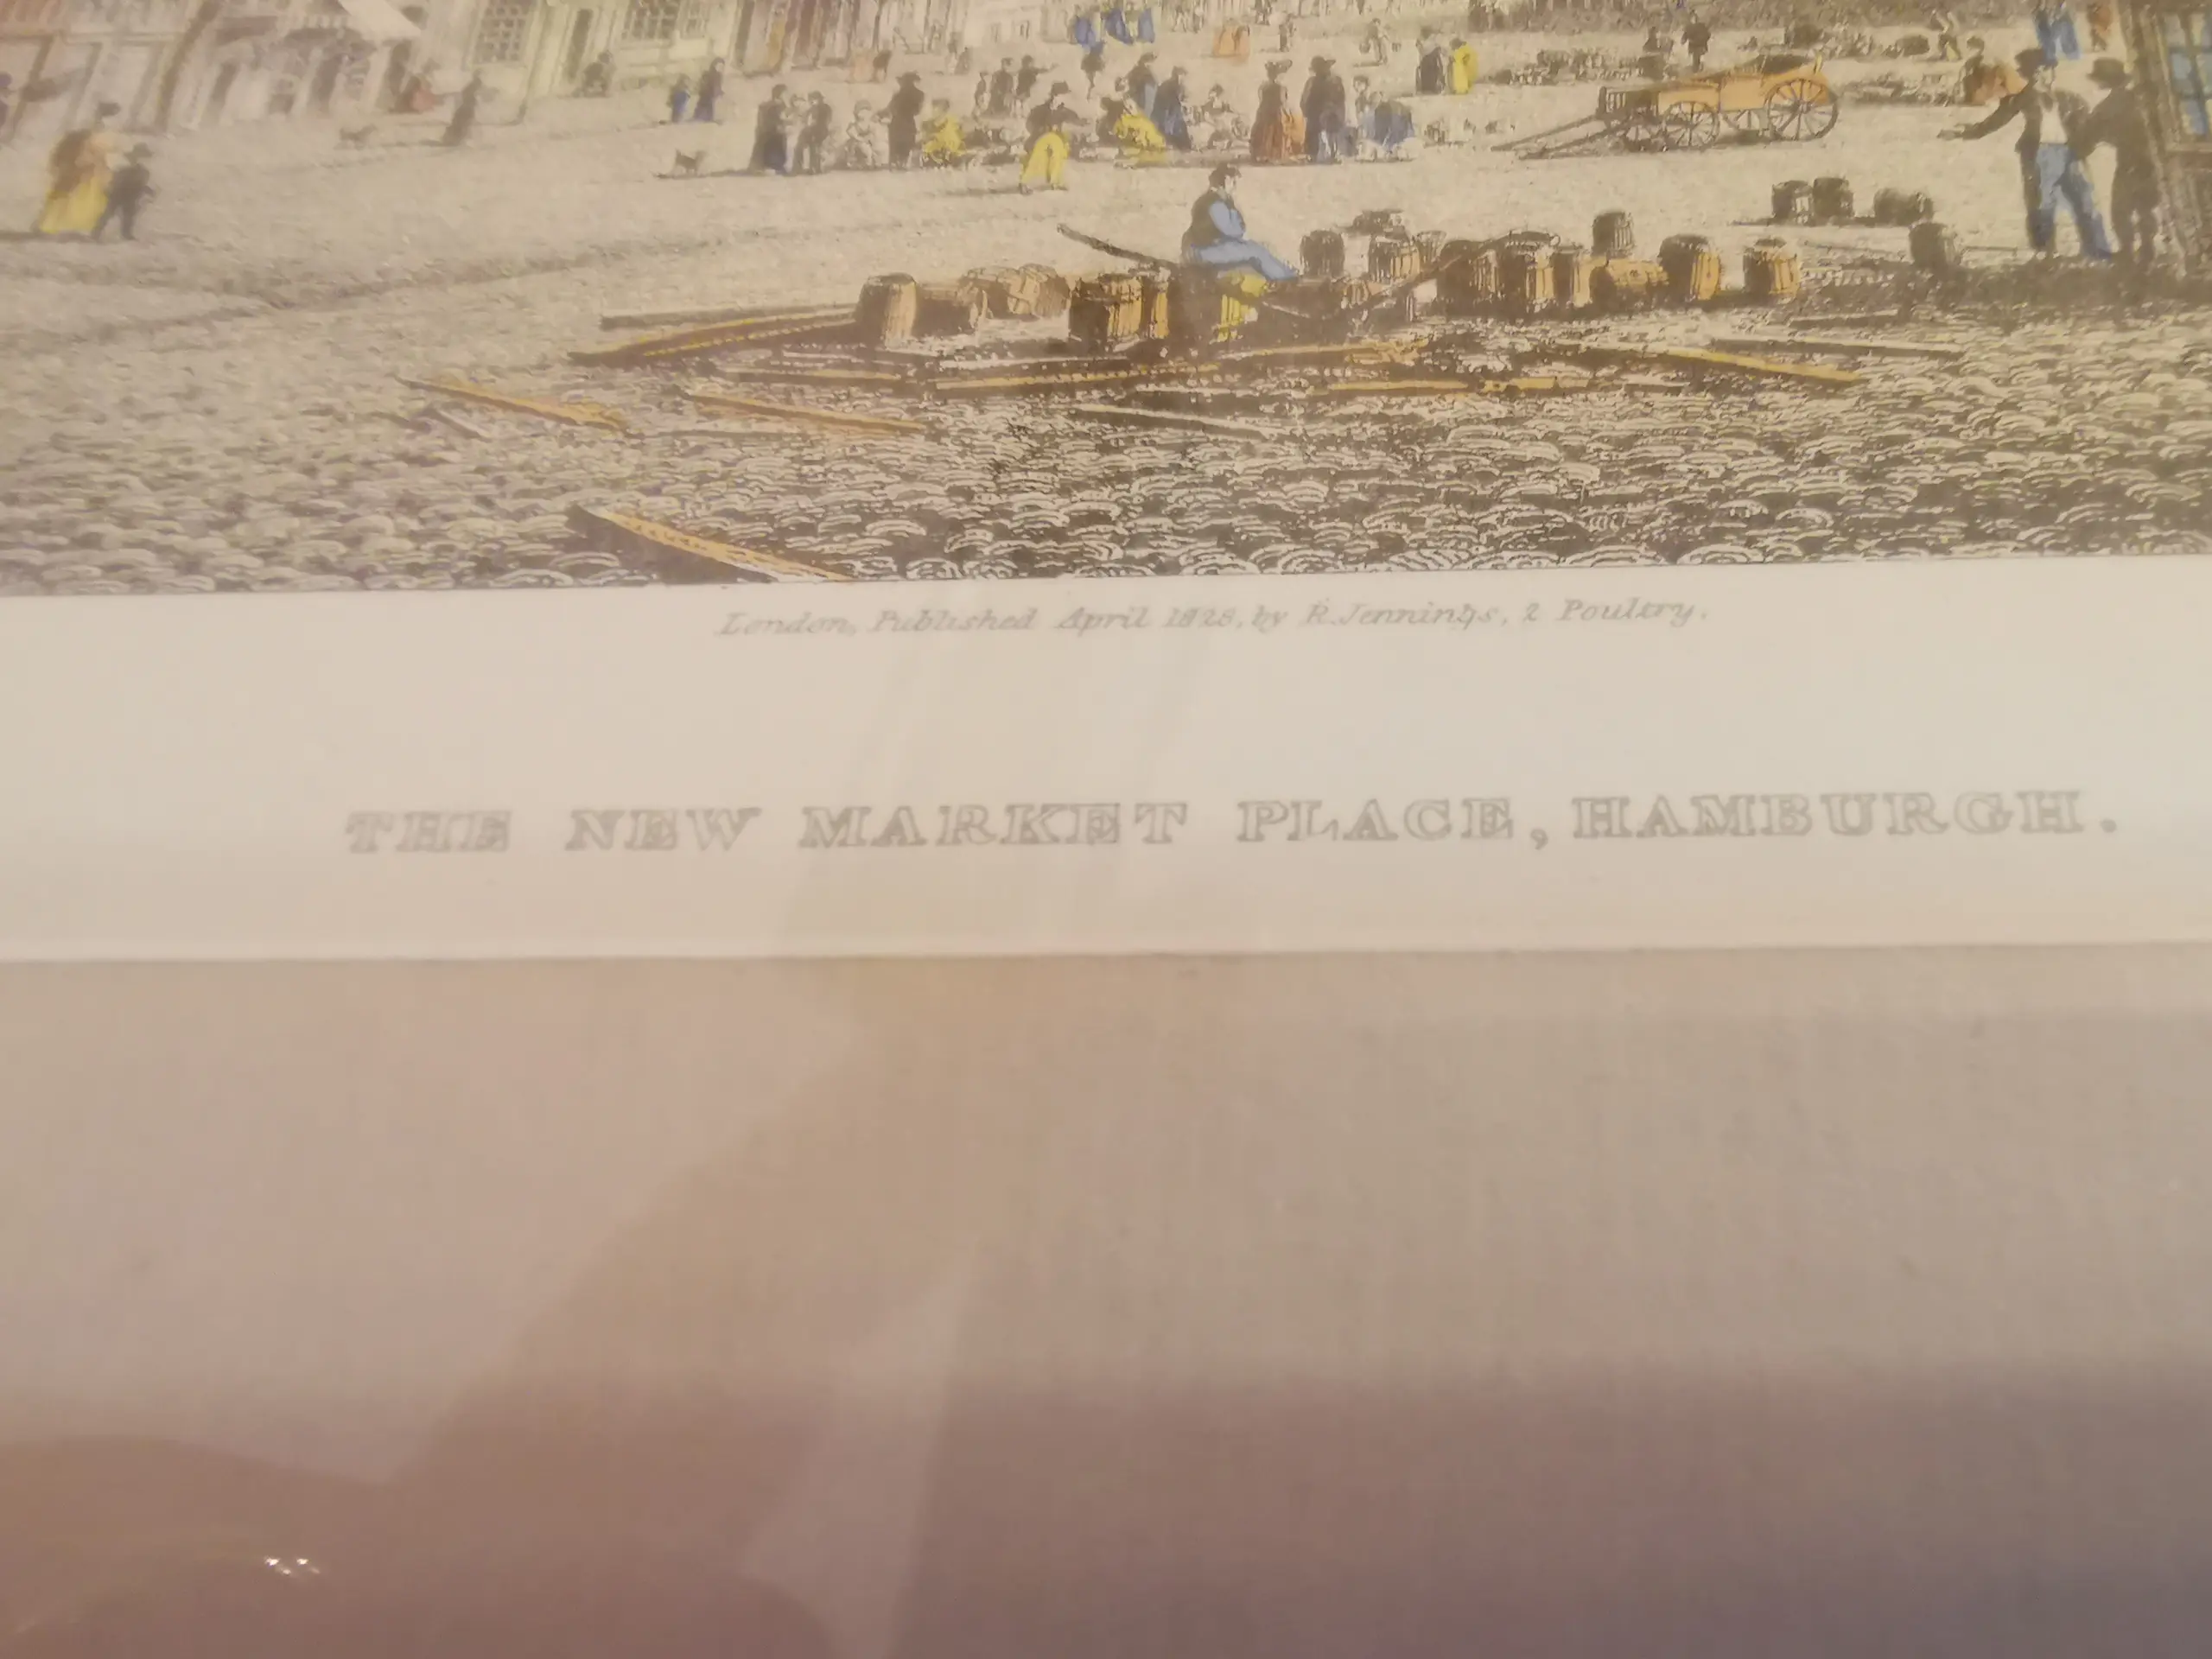 London, Published April 1828, by R. Jennings, 2 Poultry.
THE NEW MARKET PLACE, HAMBURGH.